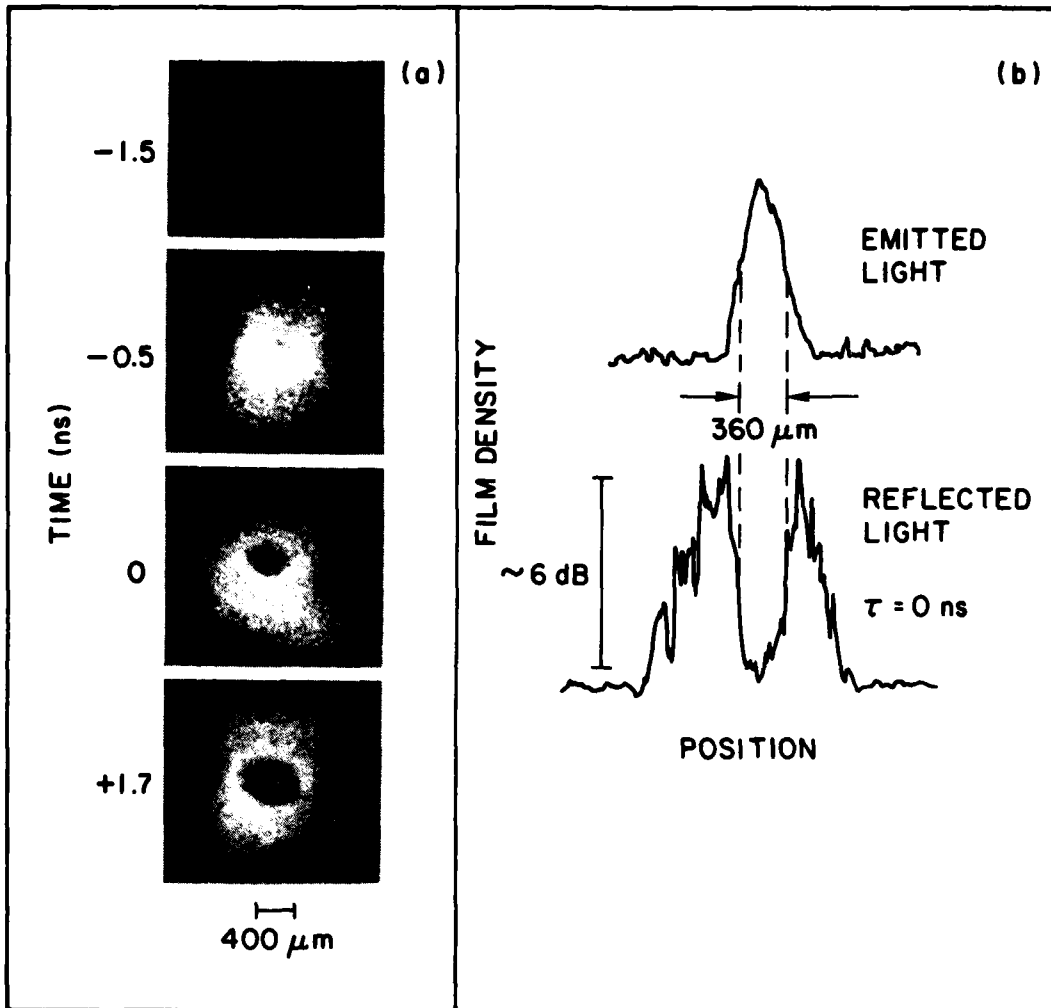 (a)
−1.5
−0.5
0
+1.7
TIME (ns)
400 μm
(b)
EMITTED
LIGHT
360 μm
FILM DENSITY
REFLECTED
LIGHT
~6 dB
τ = 0 ns
POSITION